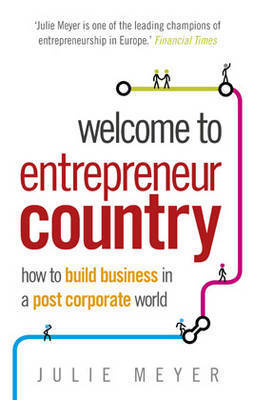 ‘Julie Meyer is one of the leading champions of
entrepreneurship in Europe.’ Financial Times
welcome to
entrepreneur
country
how to build business in
a post corporate world
JULIE MEYER